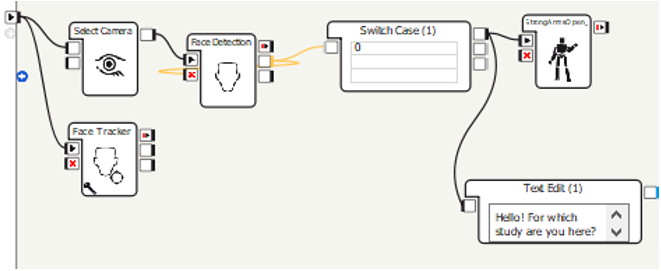 Select Camera
Face Detection
Switch Case (1)
0
StrongArmsOpen_
Face Tracker
Text Edit (1)
Hello! For which
study are you here?